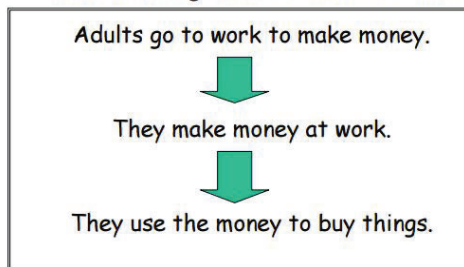 Adults go to work to make money.
They make money at work.
They use the money to buy things.